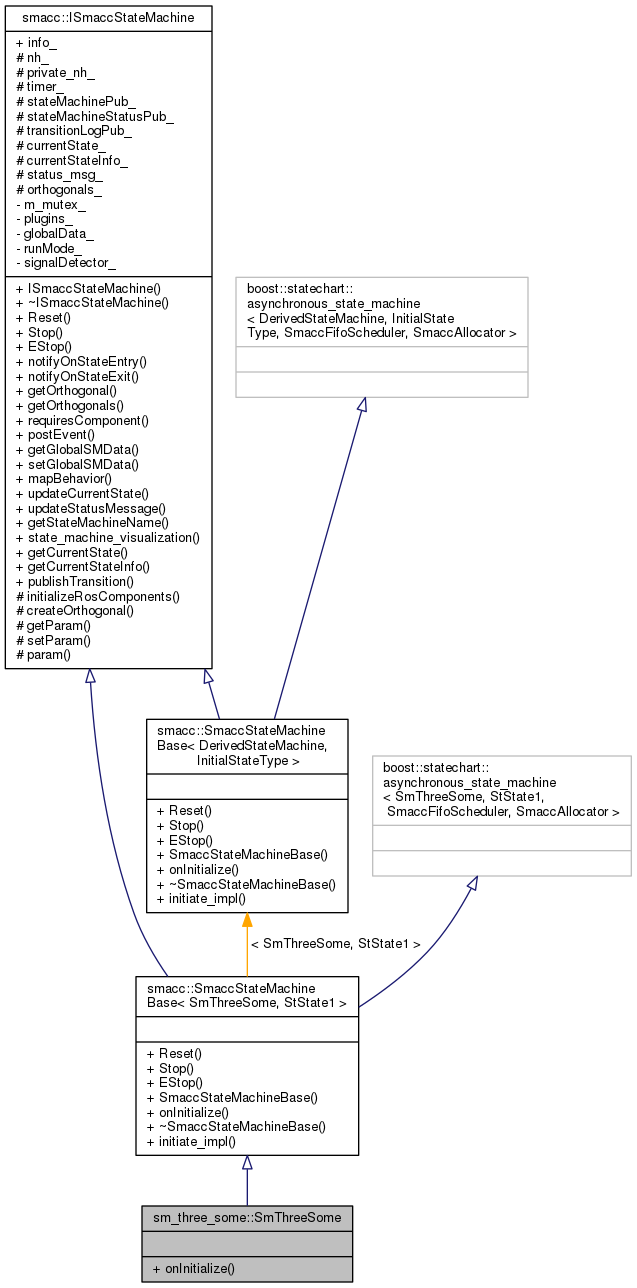 smacc::ISmaccStateMachine
+ info_
# nh_
# private_nh_
# timer_
# stateMachinePub_
# stateMachineStatusPub_
# transitionLogPub_
# currentState_
# currentStateInfo_
# status_msg_
# orthogonals_
- m_mutex_
- plugins_
- globalData_
- runMode_
- signalDetector_
+ ISmaccStateMachine()
+ ~ISmaccStateMachine()
+ Reset()
+ Stop()
+ EStop()
+ notifyOnStateEntry()
+ notifyOnStateExit()
+ getOrthogonal()
+ getOrthogonals()
+ requiresComponent()
+ postEvent()
+ getGlobalSMData()
+ setGlobalSMData()
+ mapBehavior()
+ updateCurrentState()
+ updateStatusMessage()
+ getStateMachineName()
+ state_machine_visualization()
+ getCurrentState()
+ getCurrentStateInfo()
+ publishTransition()
# initializeRosComponents()
# createOrthogonal()
# getParam()
# setParam()
# param()
boost::statechart::
asynchronous_state_machine
< DerivedStateMachine, InitialState
Type, SmaccFifoScheduler, SmaccAllocator >
smacc::SmaccStateMachine
Base< DerivedStateMachine,
InitialStateType >
+ Reset()
+ Stop()
+ EStop()
+ SmaccStateMachineBase()
+ onInitialize()
+ ~SmaccStateMachineBase()
+ initiate_impl()
boost::statechart::
asynchronous_state_machine
< SmThreeSome, StState1,
SmaccFifoScheduler, SmaccAllocator >
< SmThreeSome, StState1 >
smacc::SmaccStateMachine
Base< SmThreeSome, StState1 >
+ Reset()
+ Stop()
+ EStop()
+ SmaccStateMachineBase()
+ onInitialize()
+ ~SmaccStateMachineBase()
+ initiate_impl()
sm_three_some::SmThreeSome
+ onInitialize()